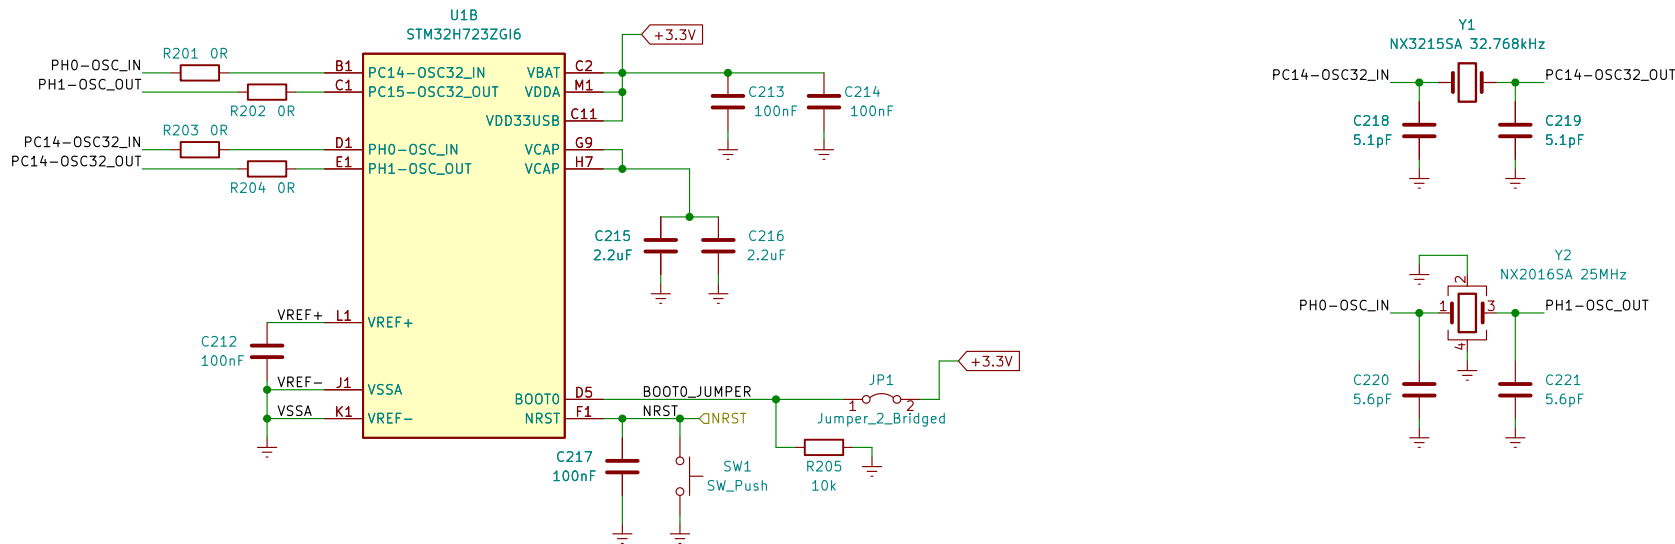 U1B
STM32H723ZGI6
R201 0R
PH0-OSC_IN
PH1-OSC_OUT
R202 0R
R203 0R
PC14-OSC32_IN
PC14-OSC32_OUT
R204 0R
B1
C1
D1
E1
PC14-OSC32_IN
PC15-OSC32_OUT
PH0-OSC_IN
PH1-OSC_OUT
VBAT
VDDA
VDD33USB
VCAP
VCAP
C2
M1
C11
G9
H7
+3.3V
C213
100nF
C214
100nF
C215
2.2uF
C216
2.2uF
VREF+
L1
VREF+
C212
100nF
VREF-
J1
VSSA
VSSA
K1
VREF-
BOOT0
D5
BOOT0_JUMPER
NRST
F1
NRST
NRST
+3.3V
JP1
1
2
Jumper_2_Bridged
C217
100nF
SW1
SW_Push
R205
10k
Y1
NX3215SA 32.768kHz
PC14-OSC32_IN
PC14-OSC32_OUT
C218
5.1pF
C219
5.1pF
Y2
NX2016SA 25MHz
2
PH0-OSC_IN
1
3
PH1-OSC_OUT
4
C220
5.6pF
C221
5.6pF